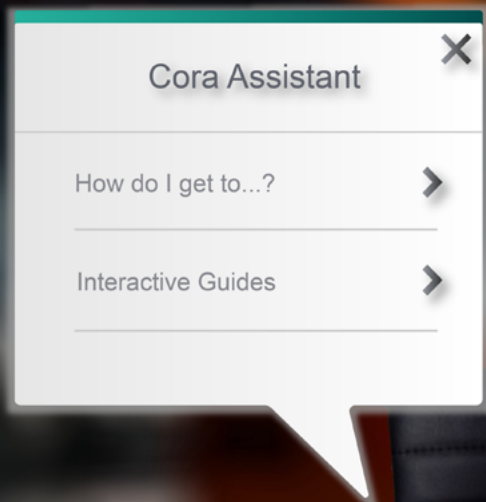 Cora Assistant
How do I get to...?
Interactive Guides